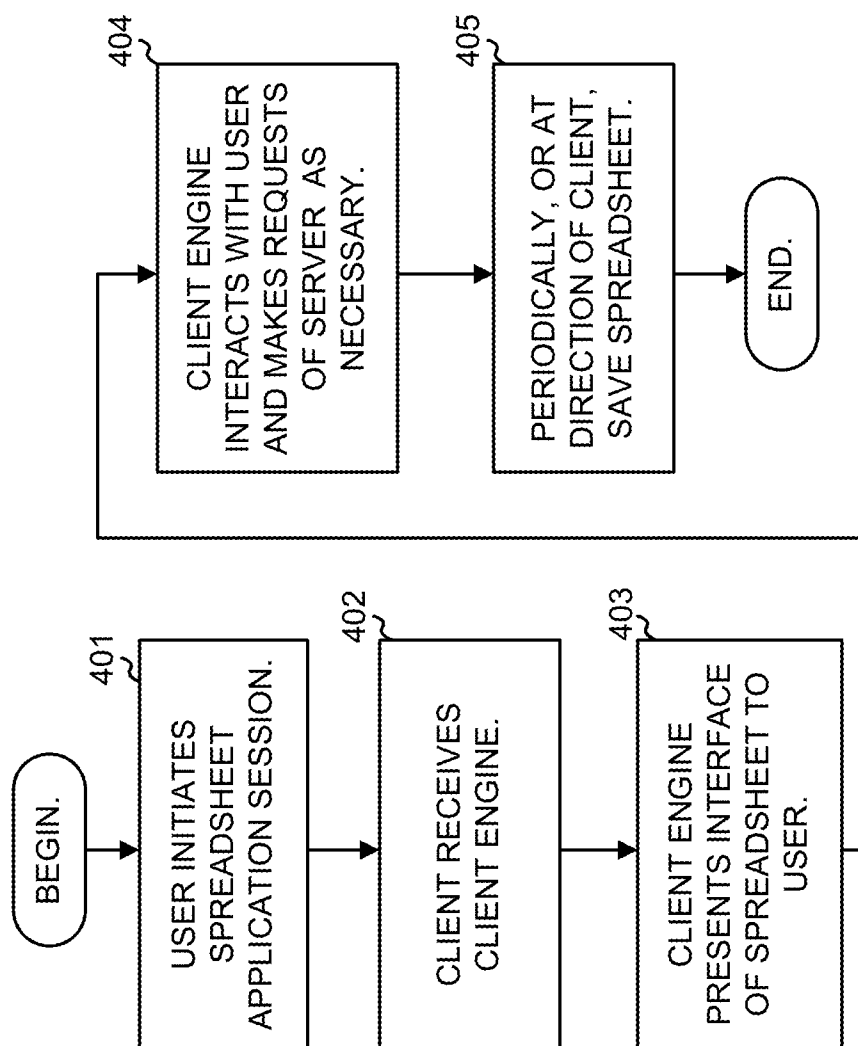 BEGIN.
401
USER INITIATES
SPREADSHEET
APPLICATION SESSION.
402
CLIENT RECEIVES
CLIENT ENGINE.
403
CLIENT ENGINE
PRESENTS INTERFACE
OF SPREADSHEET TO
USER.
404
CLIENT ENGINE
INTERACTS WITH USER
AND MAKES REQUESTS
OF SERVER AS
NECESSARY.
405
PERIODICALLY, OR AT
DIRECTION OF CLIENT,
SAVE SPREADSHEET.
END.